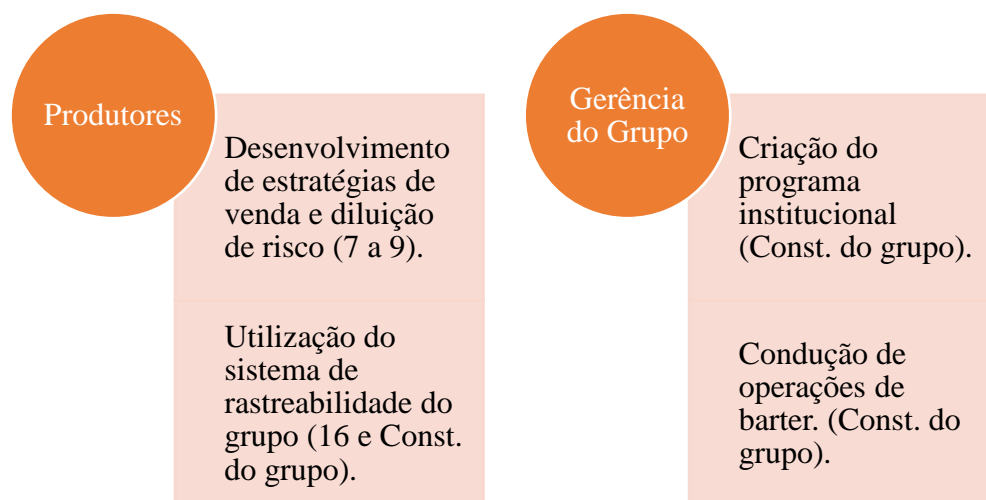 Produtores
Desenvolvimento
de estratégias de
venda e diluição
de risco (7 a 9).
Utilização do
sistema de
rastreabilidade do
grupo (16 e Const.
do grupo).
Gerência
do Grupo
Criação do
programa
institucional
(Const. do grupo).
Condução de
operações de
barter. (Const. do
grupo).